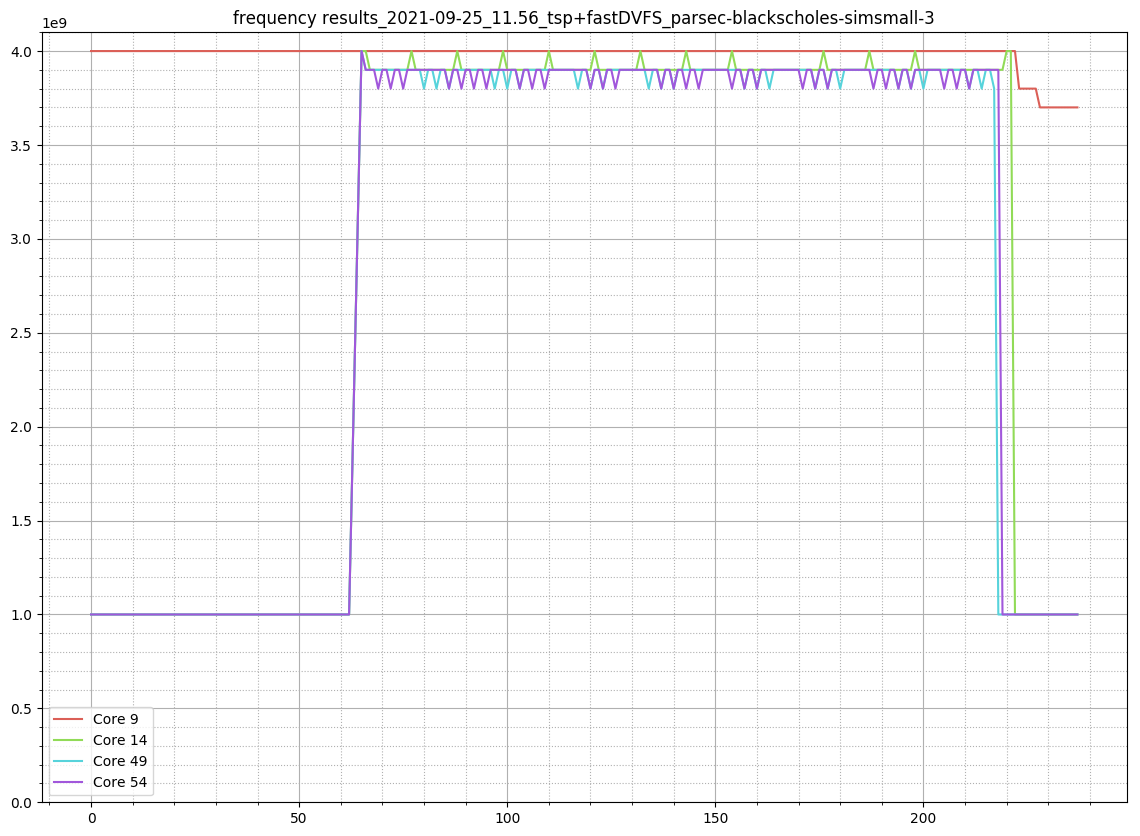 frequency results_2021-09-25_11.56_tsp+fastDVFS_parsec-blackscholes-simsmall-3
1e9
4.0
3.5
3.0
2.5
2.0
1.5
1.0
0.5
0.0
Core 9
Core 14
Core 49
Core 54
0 50 100 150 200